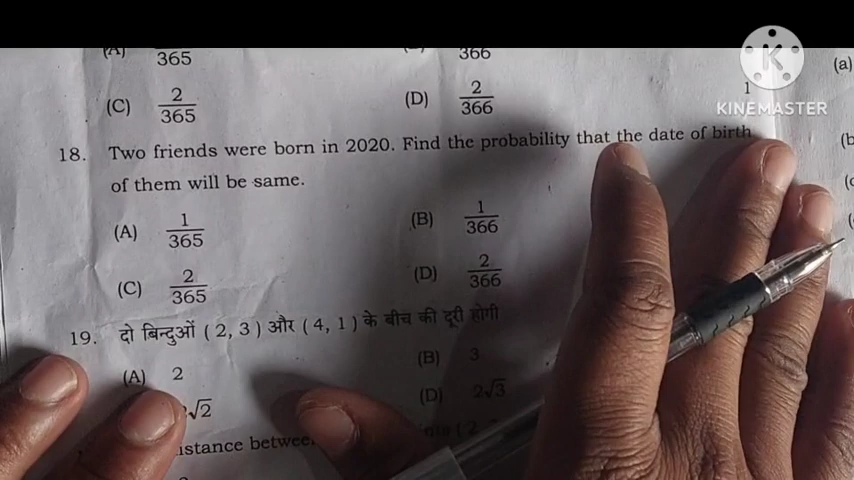 (A) 365 366
(a)
(C) 2/365 (D) 2/366
K
KINEMASTER
1
18. Two friends were born in 2020. Find the probability that the date of birth
of them will be same.
(A) 1/365 (B) 1/366
(C) 2/365 (D) 2/366
19. दो बिन्दुओं ( 2, 3 ) और ( 4, 1 ) के बीच की दूरी होगी
(A) 2 (B) 3
√2 (D) 2√3
istance between